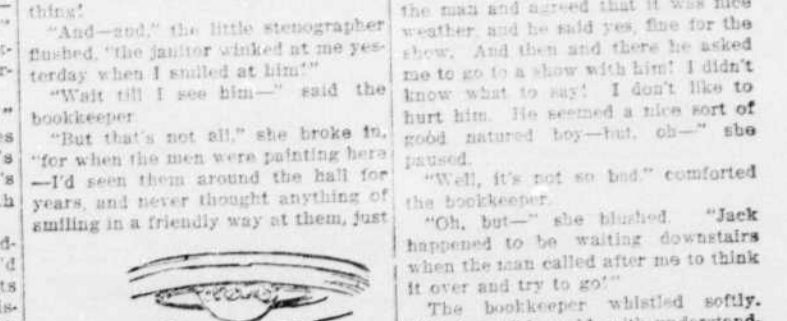 thing!
"And—and," the little stenographer
flushed, "the janitor winked at me yes-
terday when I smiled at him!"
"Wait till I see him—" said the
bookkeeper.
"But that's not all," she broke in,
"for when the men were painting here
—I'd seen them around the hall for
years, and never thought anything of
smiling in a friendly way at them, just
the man and agreed that it was nice
weather, and he said yes, fine for the
show. And then and there he asked
me to go to a show with him! I didn't
know what to say! I don't like to
hurt him. He seemed a nice sort of
good natured boy—but, oh—" she
paused.
"Well, it's not so bad," comforted
the bookkeeper.
"Oh, but—" she blushed. "Jack
happened to be waiting downstairs
when the man called after me to think
it over and try to go!"
The bookkeeper whistled softly.